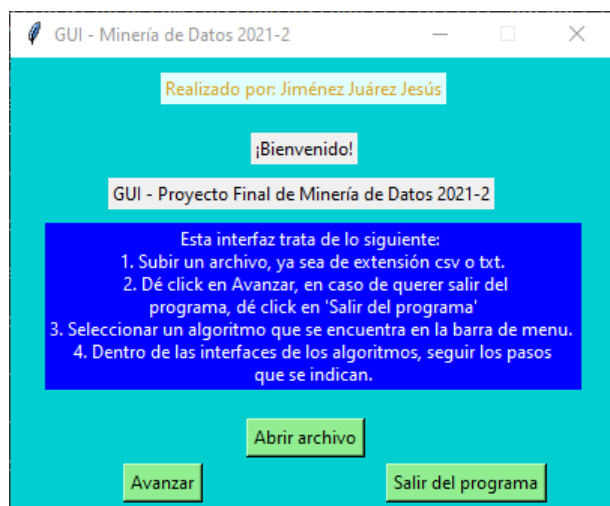 GUI - Minería de Datos 2021-2
Realizado por: Jiménez Juárez Jesús
¡Bienvenido!
GUI - Proyecto Final de Minería de Datos 2021-2
Esta interfaz trata de lo siguiente:
1. Subir un archivo, ya sea de extensión csv o txt.
2. Dé click en Avanzar, en caso de querer salir del
programa, dé click en 'Salir del programa'
3. Seleccionar un algoritmo que se encuentra en la barra de menu.
4. Dentro de las interfaces de los algoritmos, seguir los pasos
que se indican.
Abrir archivo
Avanzar
Salir del programa